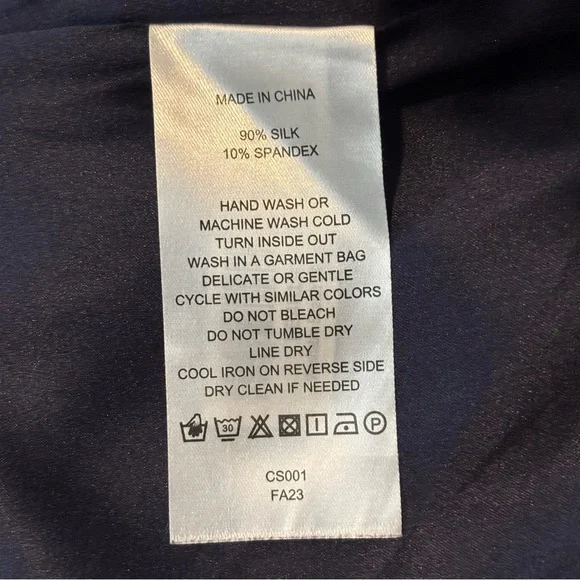 MADE IN CHINA
90% SILK
10% SPANDEX
HAND WASH OR
MACHINE WASH COLD
TURN INSIDE OUT
WASH IN A GARMENT BAG
DELICATE OR GENTLE
CYCLE WITH SIMILAR COLORS
DO NOT BLEACH
DO NOT TUMBLE DRY
LINE DRY
COOL IRON ON REVERSE SIDE
DRY CLEAN IF NEEDED
30 P
CS001
FA23